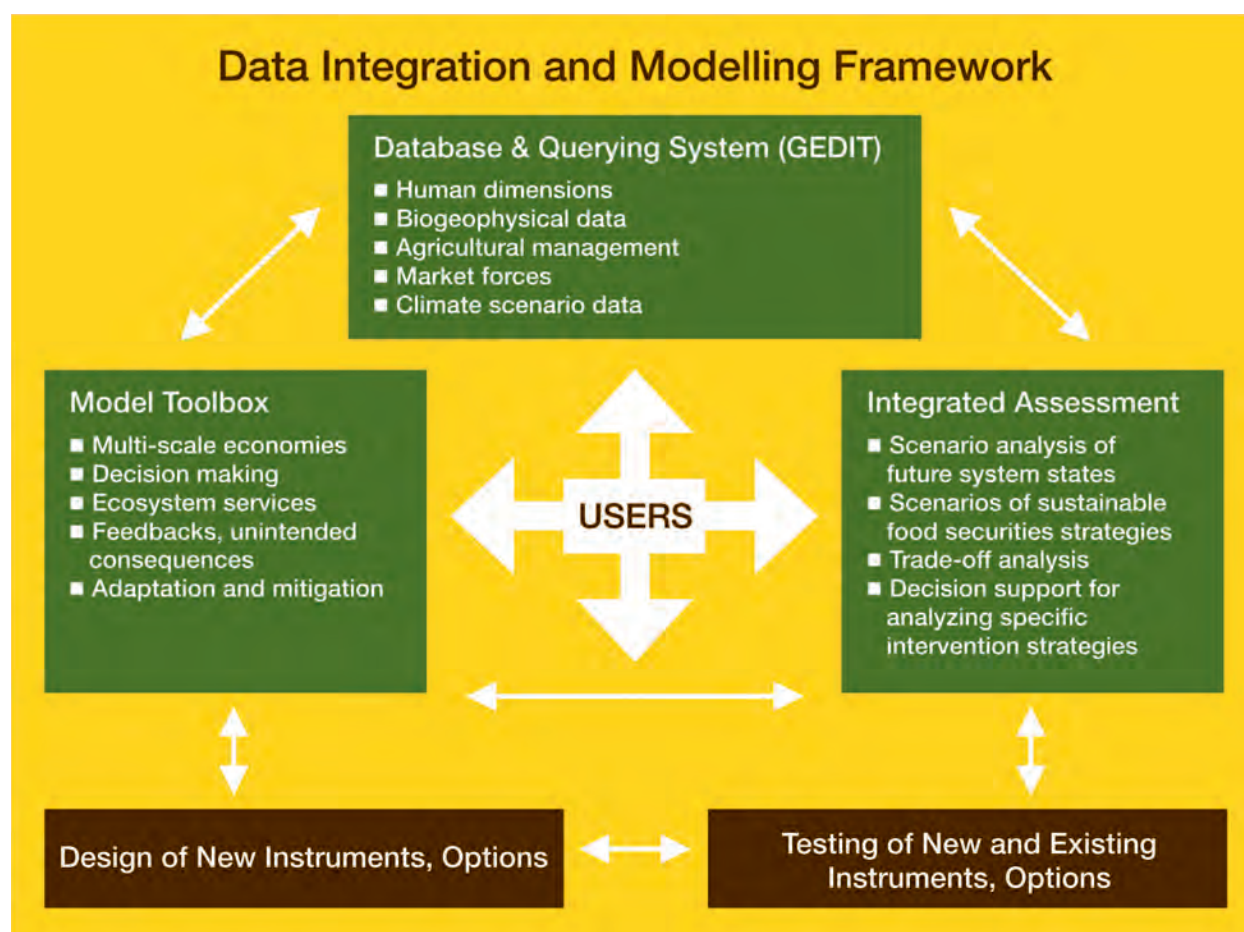 Data Integration and Modelling Framework
Database & Querying System (GEDIT)
■ Human dimensions
■ Biogeophysical data
■ Agricultural management
■ Market forces
■ Climate scenario data
Model Toolbox
■ Multi-scale economies
■ Decision making
■ Ecosystem services
■ Feedbacks, unintended
consequences
■ Adaptation and mitigation
USERS
Integrated Assessment
■ Scenario analysis of
future system states
■ Scenarios of sustainable
food securities strategies
■ Trade-off analysis
■ Decision support for
analyzing specific
intervention strategies
Design of New Instruments, Options
Testing of New and Existing
Instruments, Options